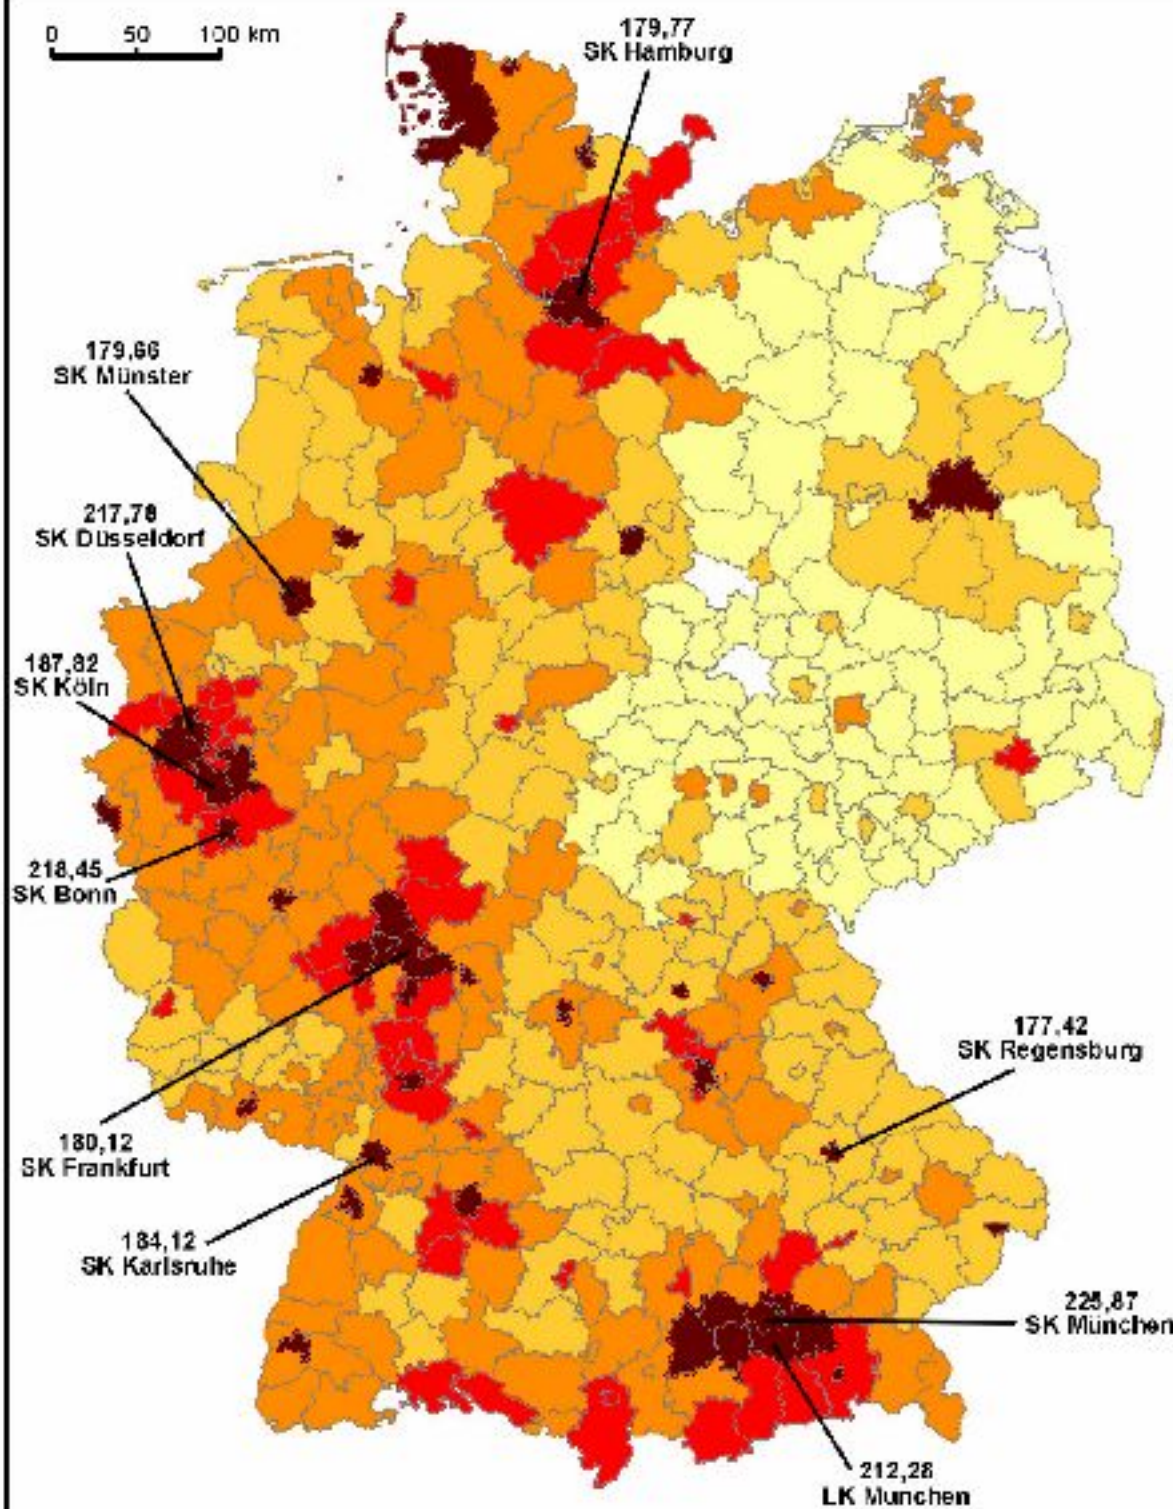 0 50 100 km
179,77
SK Hamburg
179,66
SK Münster
217,78
SK Düsseldorf
187,82
SK Köln
218,45
SK Bonn
177,42
SK Regensburg
180,12
SK Frankfurt
184,12
SK Karlsruhe
225,87
SK München
212,28
LK Munchen